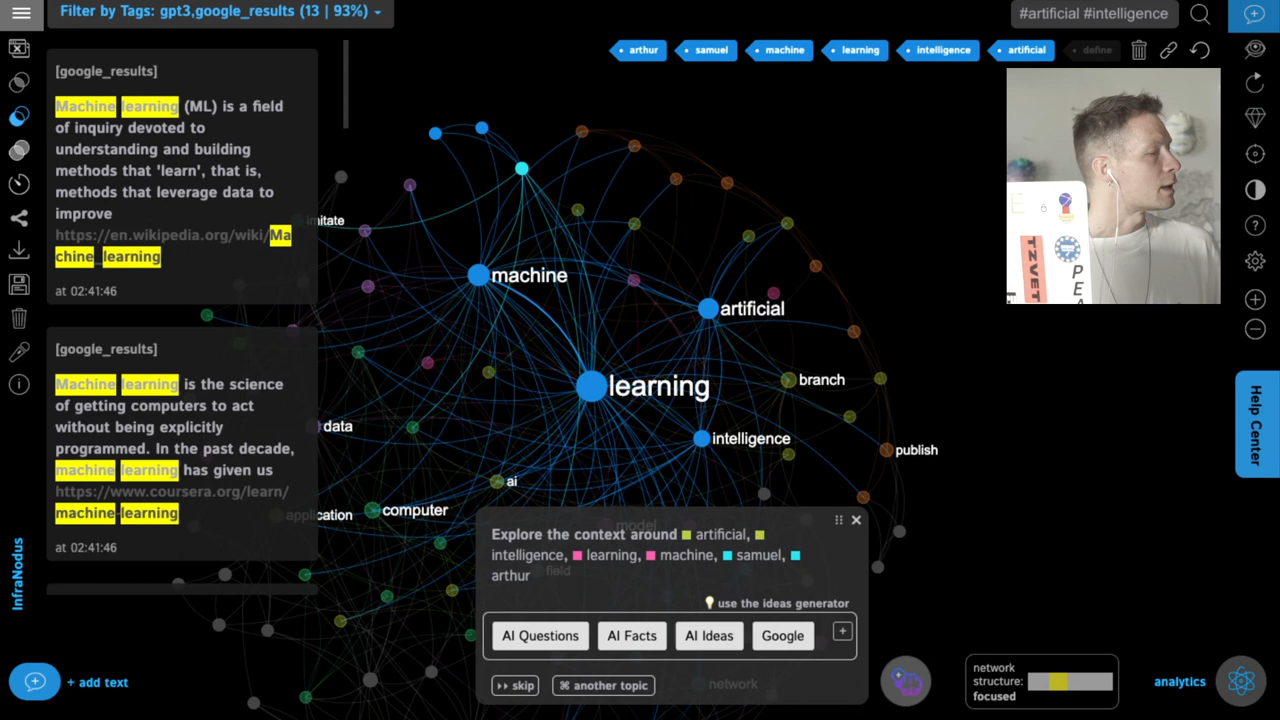 Filter by Tags: gpt3,google_results (13 | 93%)
#artificial #intelligence
arthur
samuel
machine
learning
intelligence
artificial
define
[google_results]
Machine learning (ML) is a field
of inquiry devoted to
understanding and building
methods that 'learn', that is,
methods that leverage data to
improve
https://en.wikipedia.org/wiki/Ma
chine_learning
at 02:41:46
[google_results]
Machine learning is the science
of getting computers to act
without being explicitly
programmed. In the past decade,
machine learning has given us
https://www.coursera.org/learn/
machine-learning
at 02:41:46
imitate
machine
artificial
learning
branch
data
intelligence
publish
ai
application
computer
model
field
network
Explore the context around artificial,
intelligence, learning, machine, samuel,
arthur
use the ideas generator
AI Questions
AI Facts
AI Ideas
Google
skip
⌘ another topic
E
TZVET
PEA
Help Center
InfraNodus
+ add text
network
structure:
focused
analytics